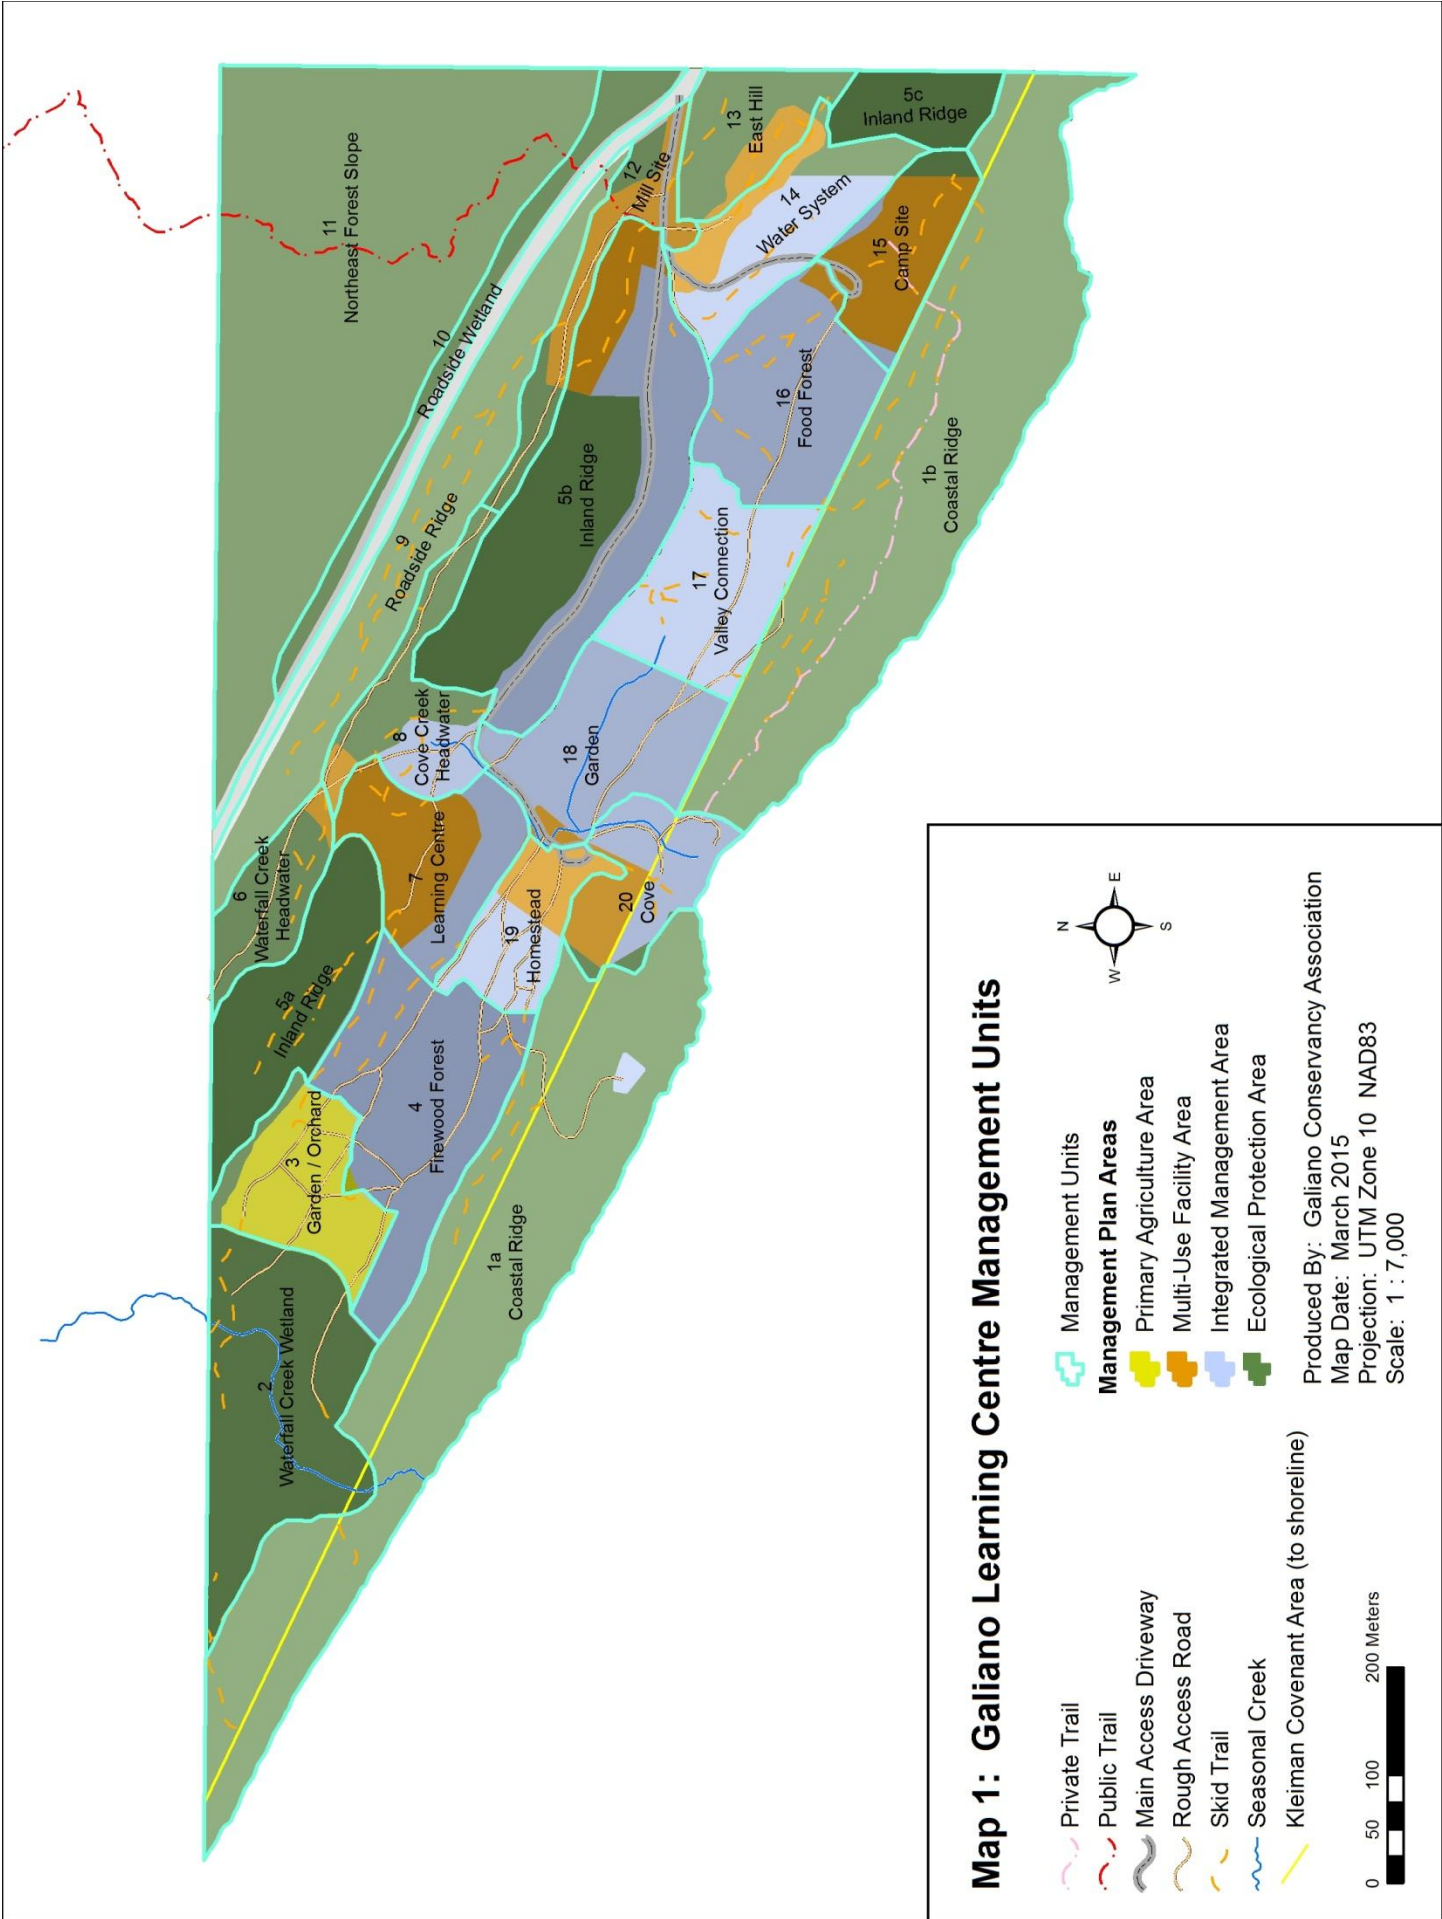 11
Northeast Forest Slope
10
Roadside Wetland
9
Roadside Ridge
12
Mill Site
13
East Hill
5c
Inland Ridge
14
Water System
15
Camp Site
5b
Inland Ridge
16
Food Forest
17
Valley Connection
1b
Coastal Ridge
8
Cove Creek
Headwater
18
Garden
6
Waterfall Creek
Headwater
7
Learning Centre
19
Homestead
20
Cove
5a
Inland Ridge
3
Garden / Orchard
4
Firewood Forest
1a
Coastal Ridge
2
Waterfall Creek Wetland
Map 1: Galiano Learning Centre Management Units
Private Trail
Public Trail
Main Access Driveway
Rough Access Road
Skid Trail
Seasonal Creek
Kleiman Covenant Area (to shoreline)
0 50 100 200 Meters
Management Units
Management Plan Areas
Primary Agriculture Area
Multi-Use Facility Area
Integrated Management Area
Ecological Protection Area
Produced By: Galiano Conservancy Association
Map Date: March 2015
Projection: UTM Zone 10 NAD83
Scale: 1 : 7,000
N
W E
S